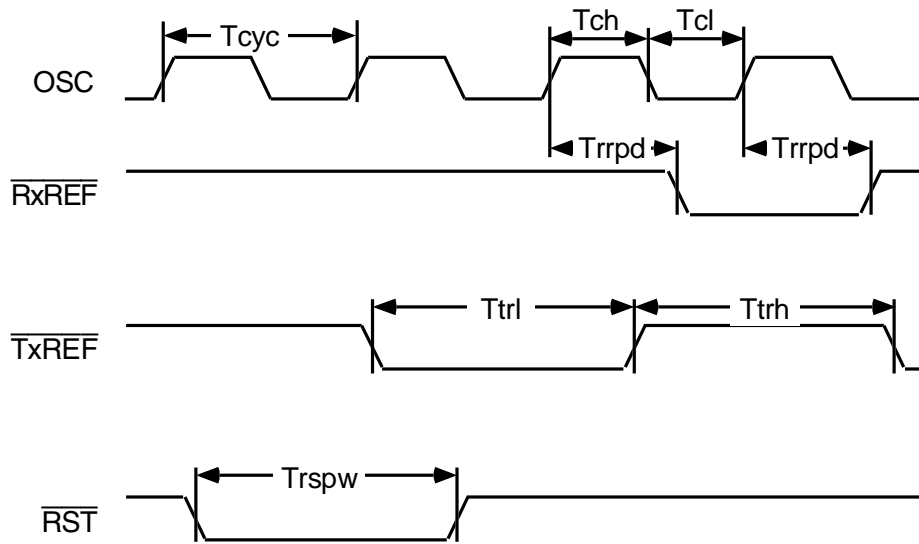 Tcyc
Tch
Tcl
OSC
Trrpd
Trrpd
RxREF
Ttrl
Ttrh
TxREF
Trspw
RST